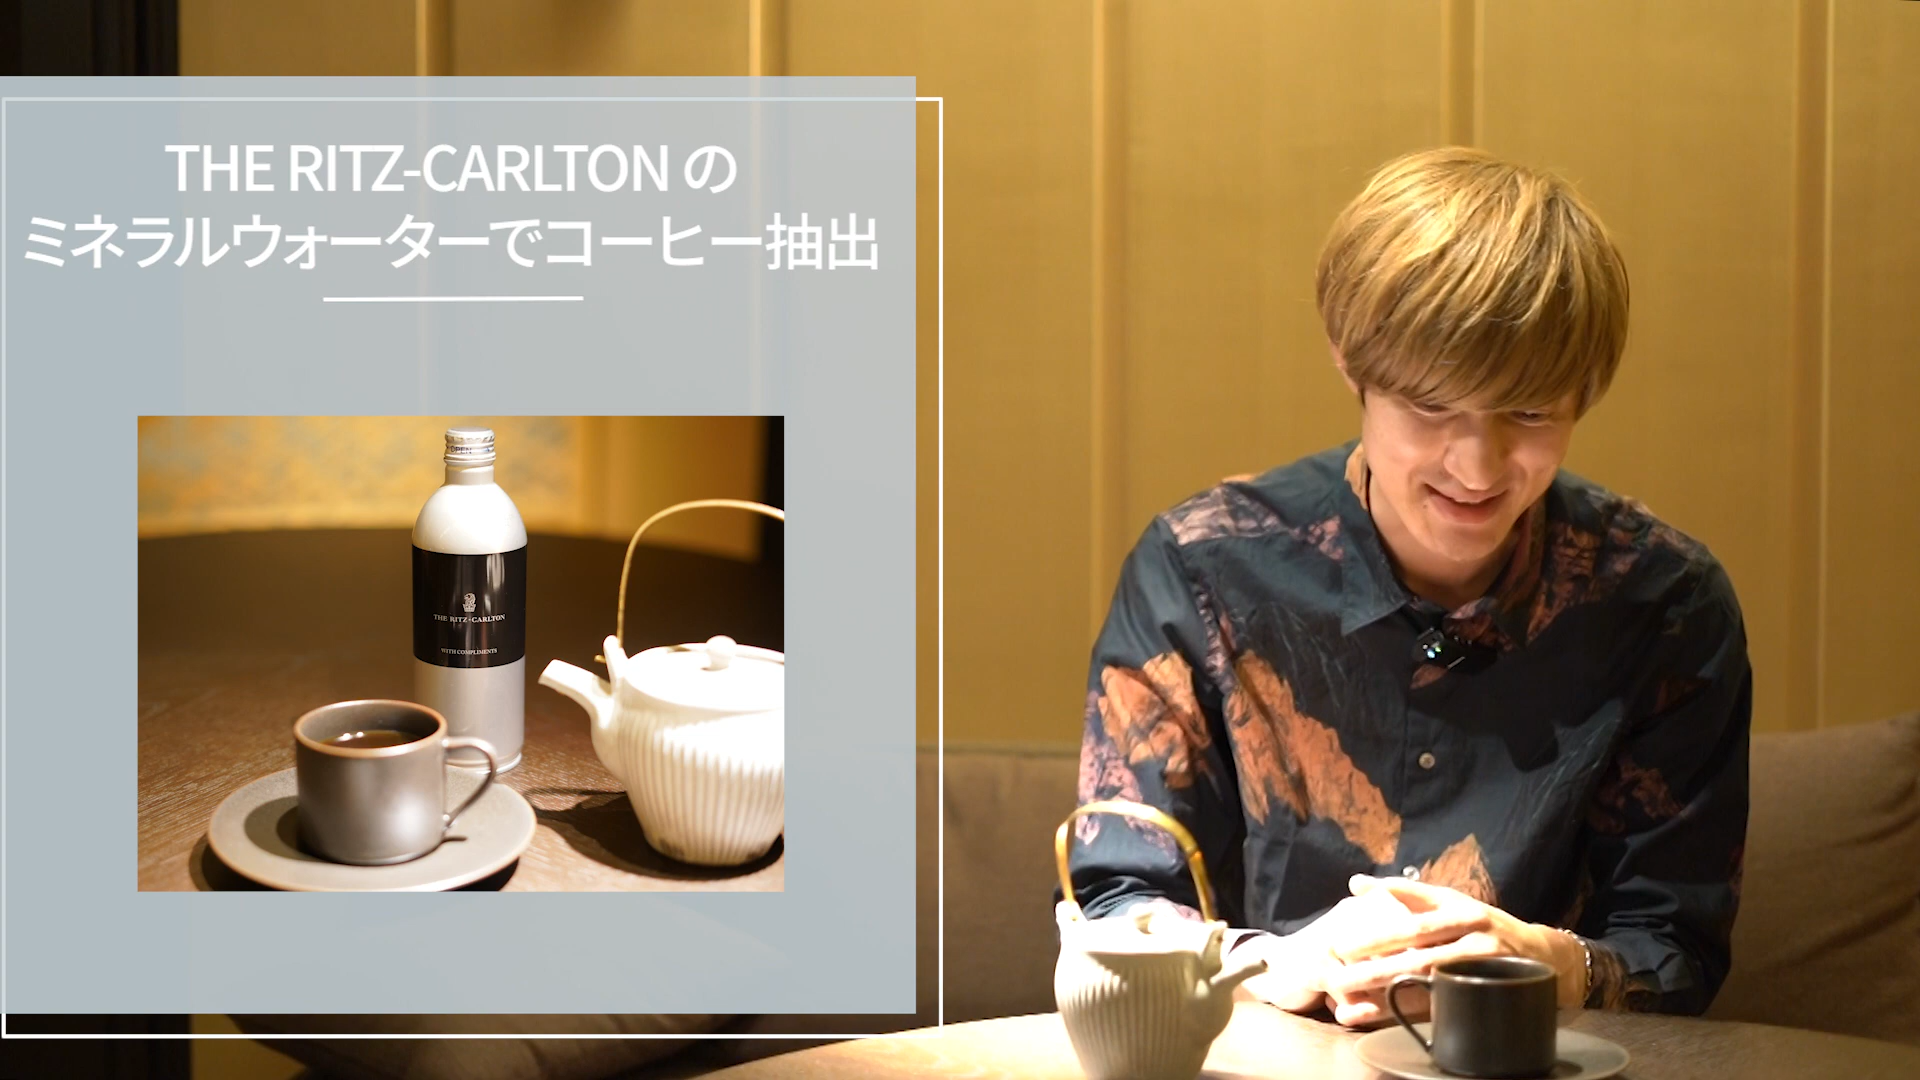 THE RITZ-CARLTON の
ミネラルウォーターでコーヒー抽出
OPEN
THE RITZ-CARLTON
WITH COMPLIMENTS